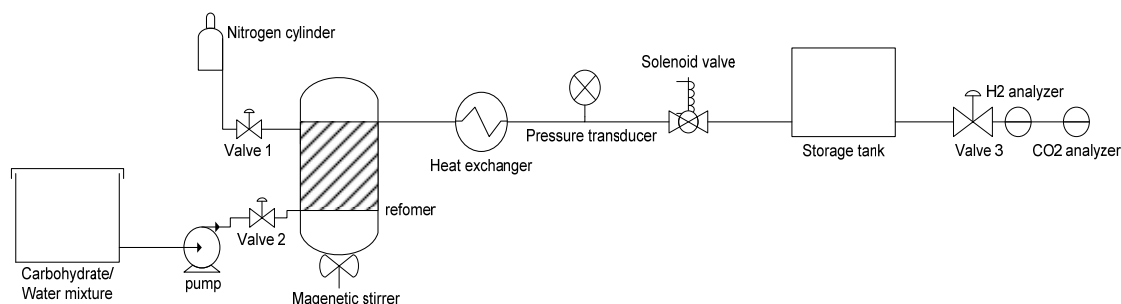 Nitrogen cylinder
Solenoid valve
H2 analyzer
Valve 1
Pressure transducer
Heat exchanger
Storage tank
Valve 3
CO2 analyzer
refomer
Valve 2
Carbohydrate/
Water mixture
pump
Magenetic stirrer